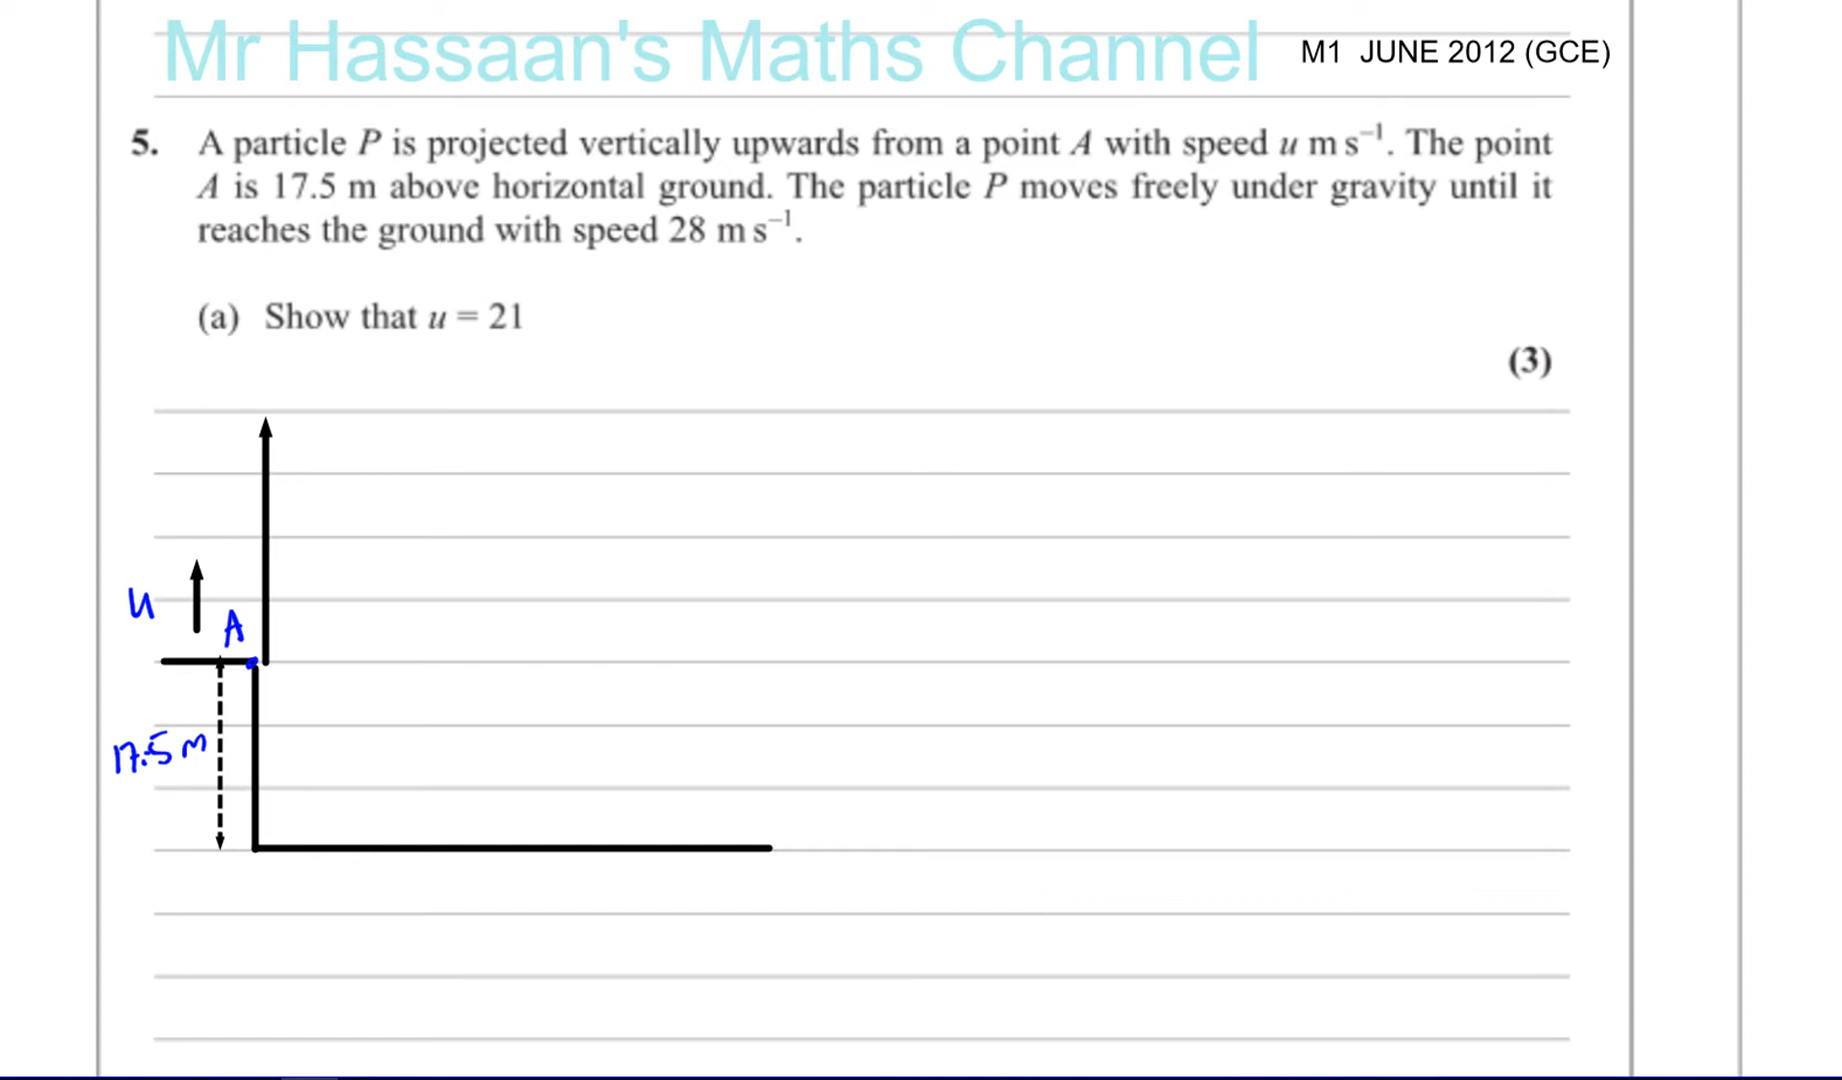 Mr Hassaan's Maths Channel M1 JUNE 2012 (GCE)
5. A particle P is projected vertically upwards from a point A with speed u m s⁻¹. The point
A is 17.5 m above horizontal ground. The particle P moves freely under gravity until it
reaches the ground with speed 28 m s⁻¹.
(a) Show that u = 21
(3)
u
A
17.5 m